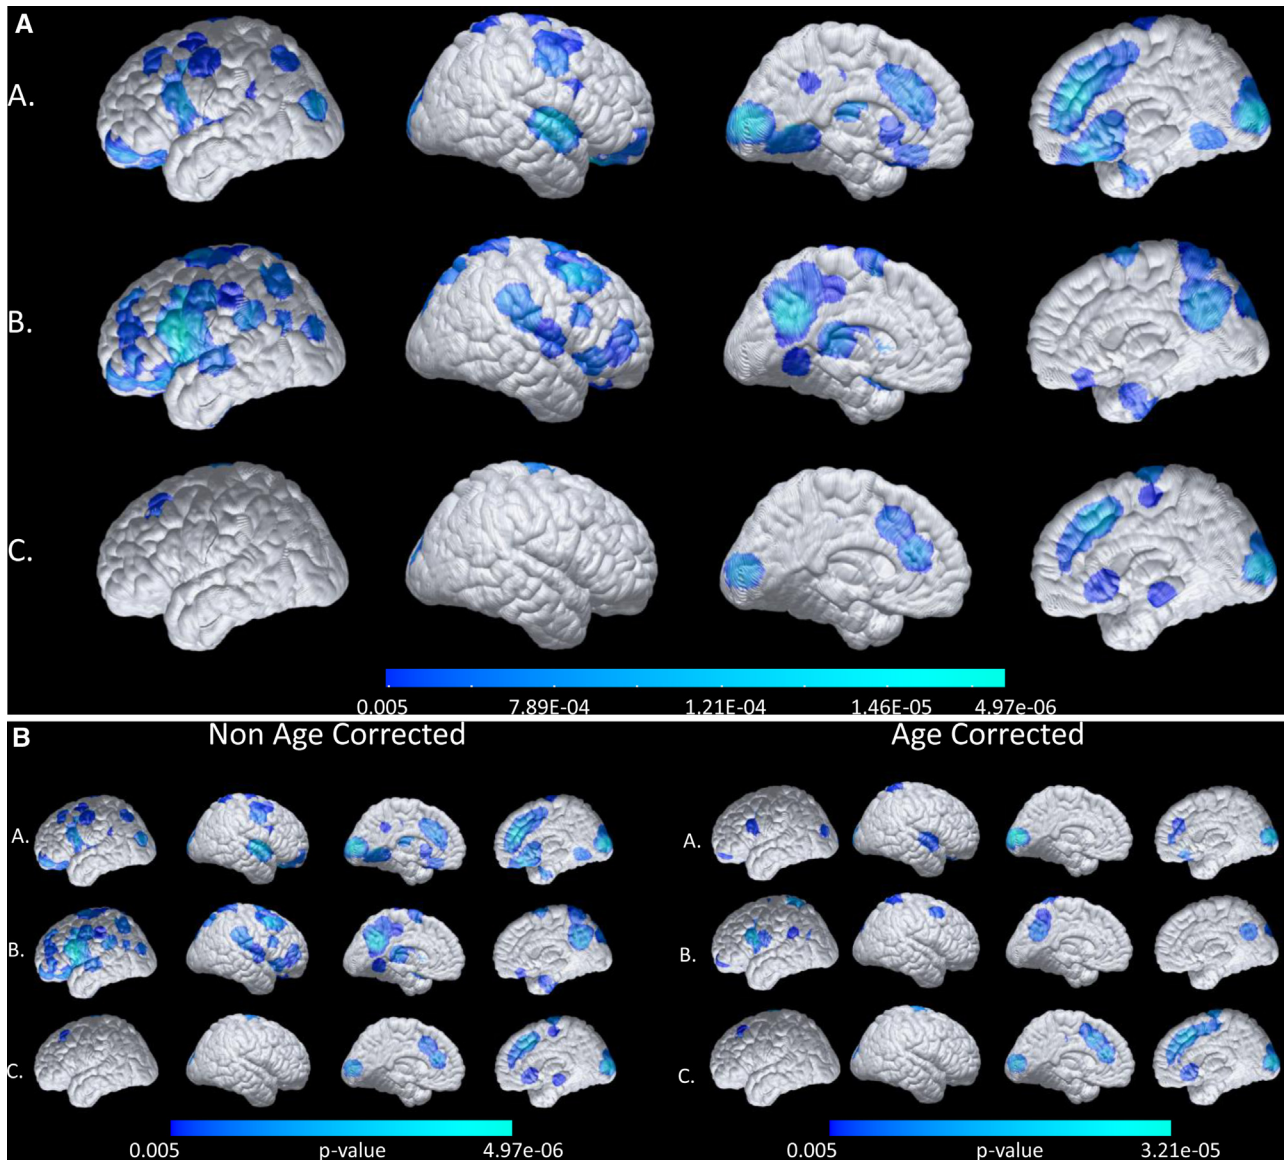 A
A.
B.
C.
0.005 7.89E-04 1.21E-04 1.46E-05 4.97e-06
B Non Age Corrected Age Corrected
A. A.
B. B.
C. C.
0.005 p-value 4.97e-06 0.005 p-value 3.21e-05